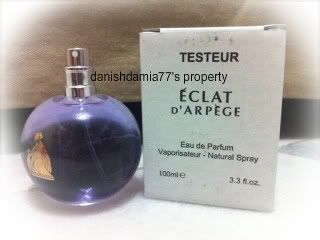 TESTEUR
danishdamia77's property
ÉCLAT
D'ARPÈGE
Eau de Parfum
Vaporisateur - Natural Spray
100ml e 3.3 fl.oz.